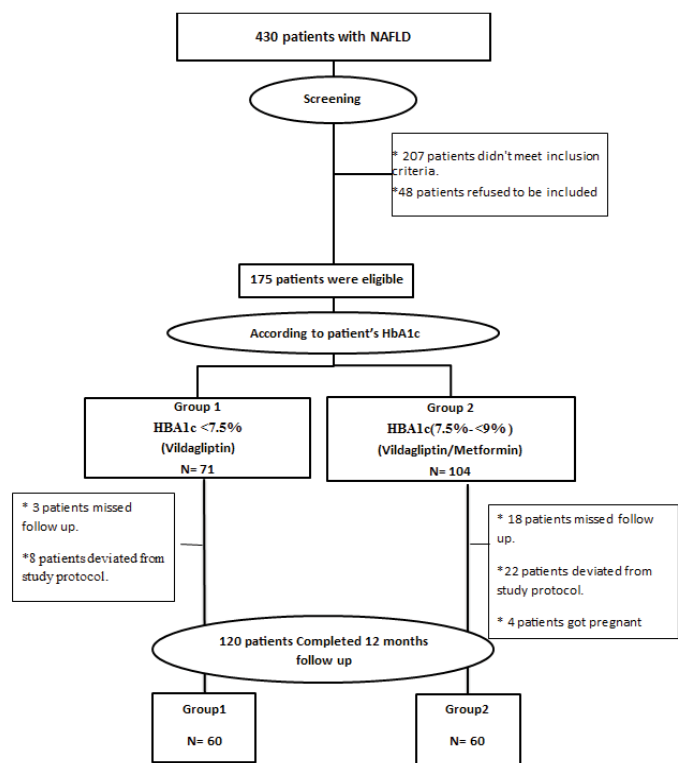 430 patients with NAFLD
Screening
* 207 patients didn't meet inclusion
criteria.
*48 patients refused to be included
175 patients were eligible
According to patient's HbA1c
Group 1
HBA1c <7.5%
(Vildagliptin)
N= 71
Group 2
HBA1c(7.5%-<9%)
(Vildagliptin/Metformin)
N= 104
* 3 patients missed
follow up.
*8 patients deviated from
study protocol.
* 18 patients missed follow
up.
*22 patients deviated from
study protocol.
* 4 patients got pregnant
120 patients Completed 12 months
follow up
Group1
N= 60
Group2
N= 60